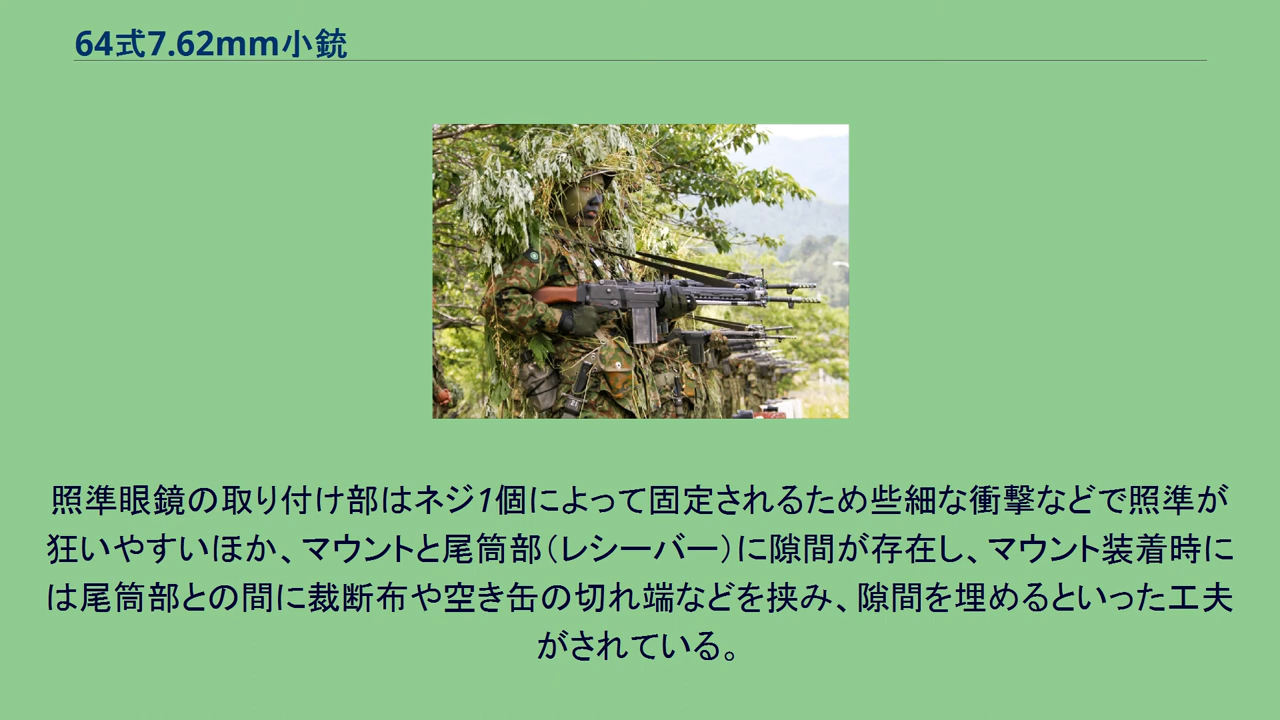 64式7.62mm小銃
照準眼鏡の取り付け部はネジ1個によって固定されるため些細な衝撃などで照準が
狂いやすいほか、マウントと尾筒部（レシーバー）に隙間が存在し、マウント装着時に
は尾筒部との間に裁断布や空き缶の切れ端などを挟み、隙間を埋めるといった工夫
がされている。